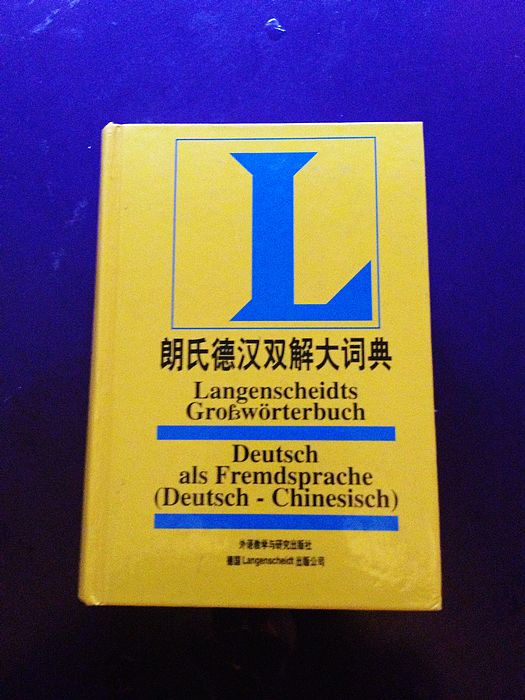 L
朗氏德汉双解大词典
Langenscheidts
Großwörterbuch
Deutsch
als Fremdsprache
(Deutsch - Chinesisch)
外语教学与研究出版社
德国 Langenscheidt 出版公司